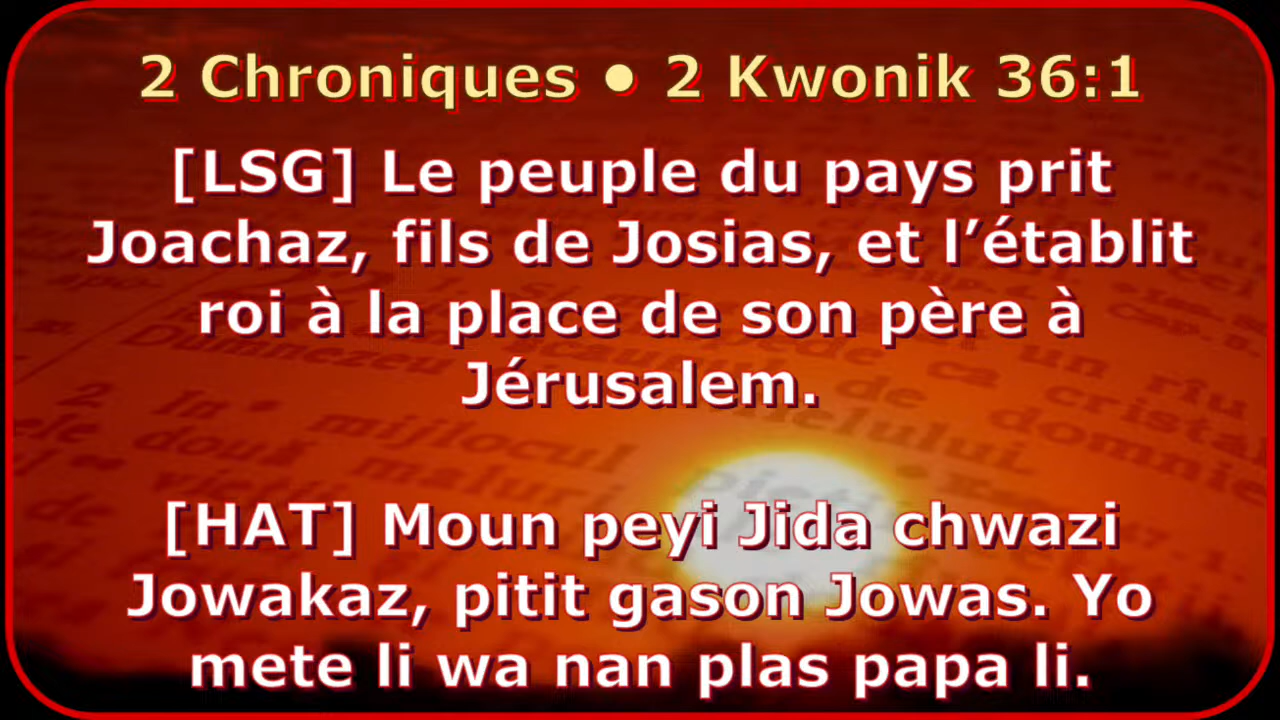 2 Chroniques • 2 Kwonik 36:1
[LSG] Le peuple du pays prit
Joachaz, fils de Josias, et l’établit
roi à la place de son père à
Jérusalem.
[HAT] Moun peyi Jida chwazi
Jowakaz, pitit gason Jowas. Yo
mete li wa nan plas papa li.